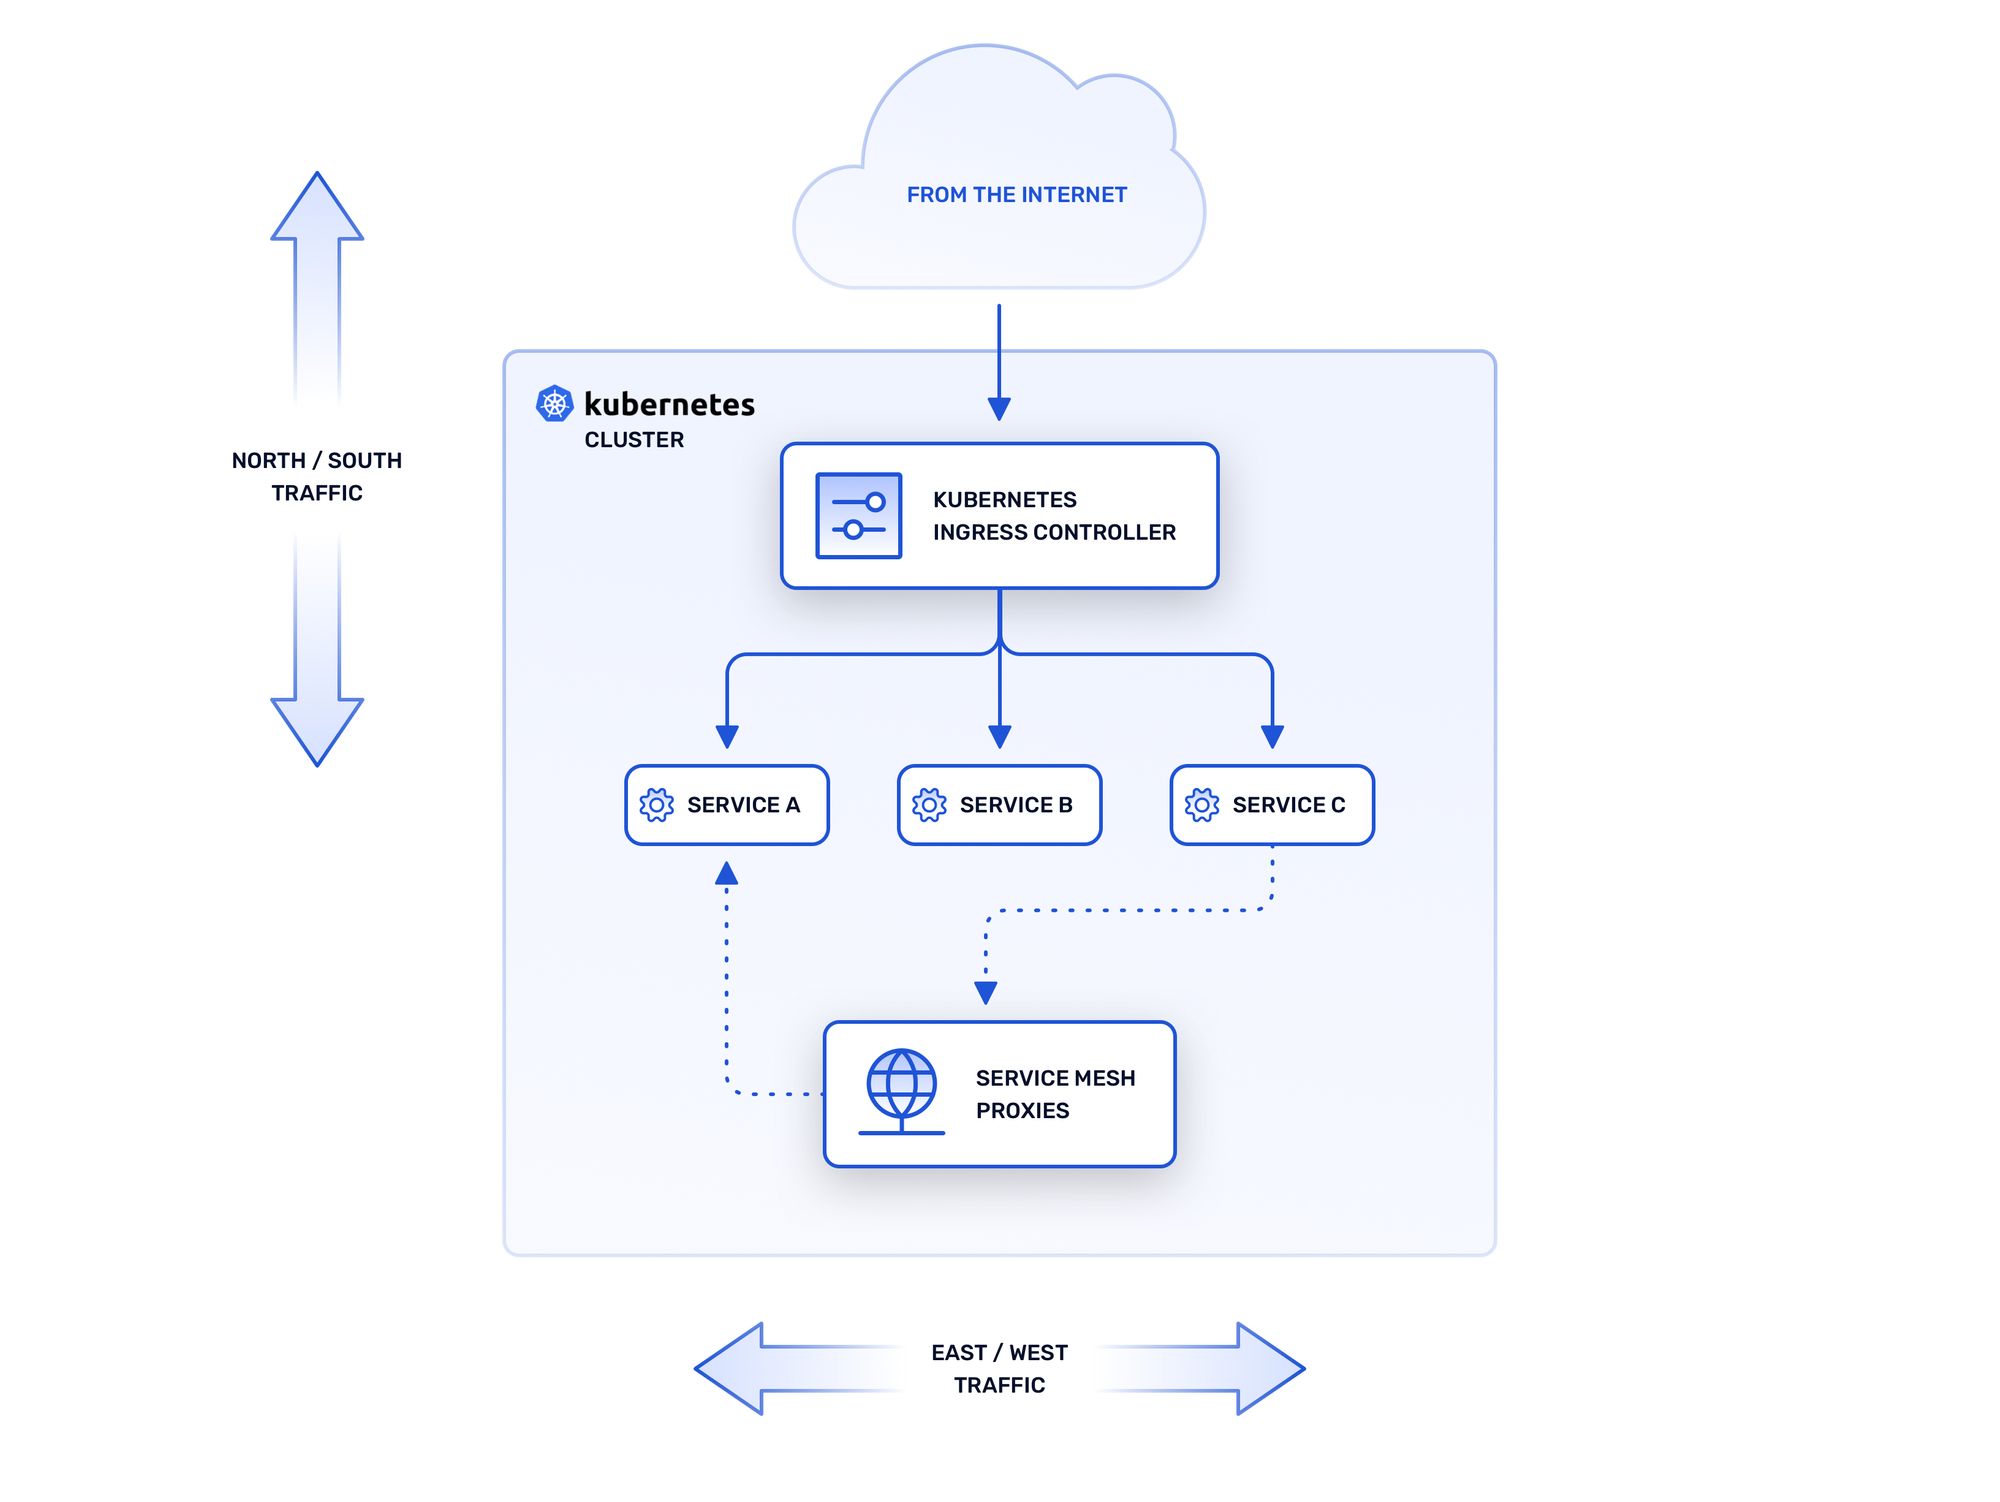 FROM THE INTERNET
kubernetes
CLUSTER
NORTH / SOUTH
TRAFFIC
KUBERNETES
INGRESS CONTROLLER
SERVICE A
SERVICE B
SERVICE C
SERVICE MESH
PROXIES
EAST / WEST
TRAFFIC